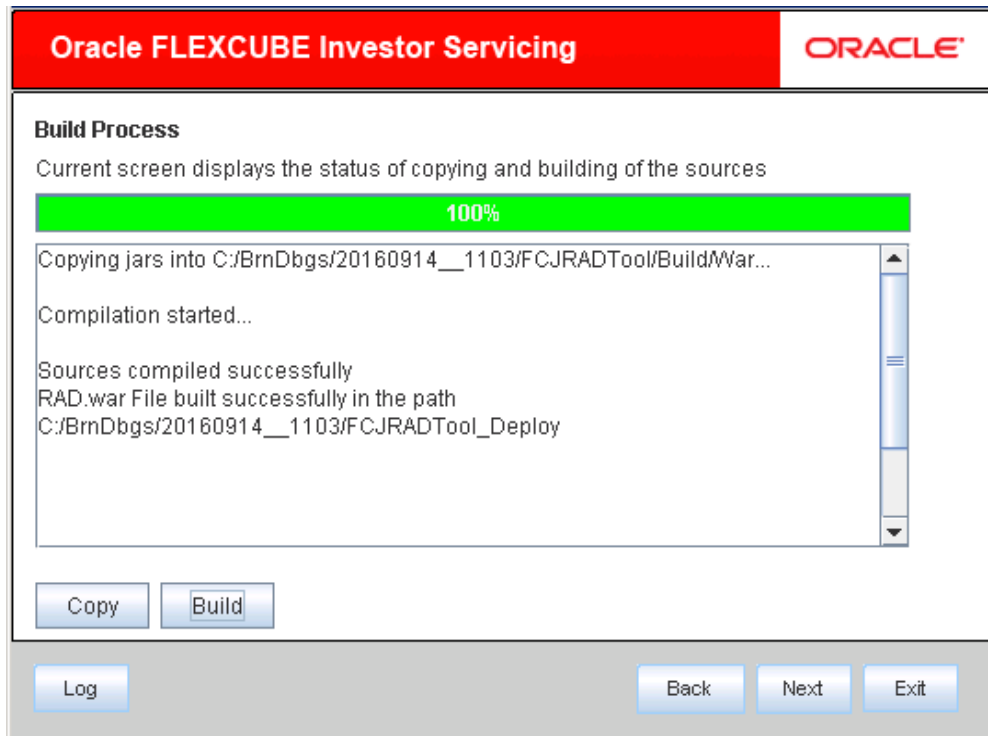 Oracle FLEXCUBE Investor Servicing
ORACLE
Build Process
Current screen displays the status of copying and building of the sources
100%
Copying jars into C:/BrnDbgs/20160914__1103/FCJRADTool/Build/War...
Compilation started...
Sources compiled successfully
RAD.war File built successfully in the path
C:/BrnDbgs/20160914__1103/FCJRADTool_Deploy
Copy Build
Log Back Next Exit